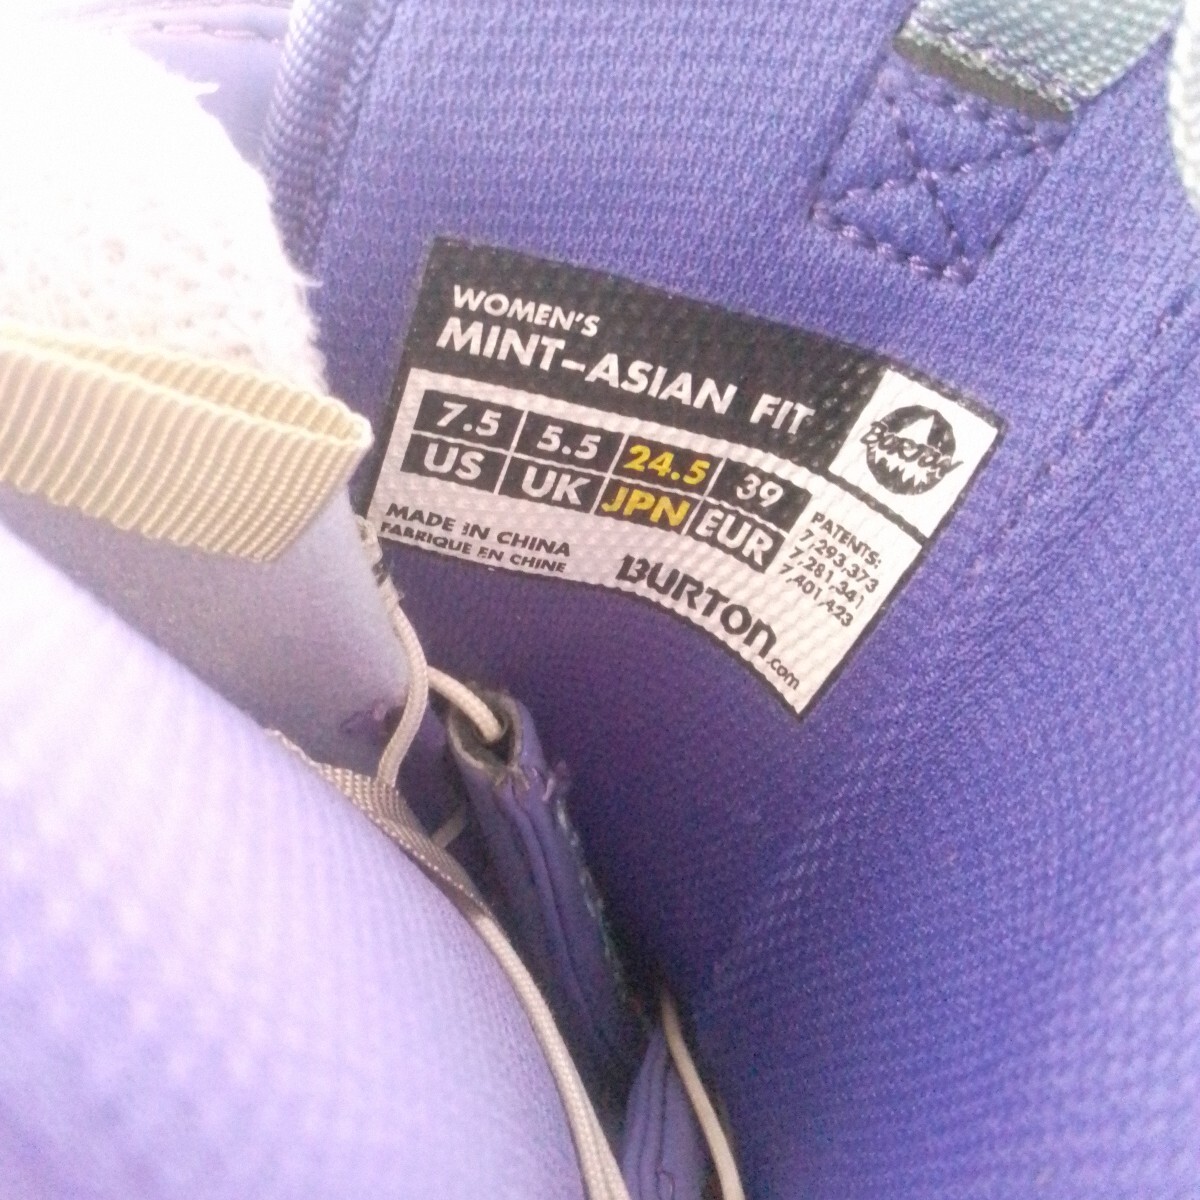 WOMEN'S
MINT-ASIAN FIT
BURTON
7.5 5.5 24.5 39
US UK JPN EUR
MADE IN CHINA
FABRIQUE EN CHINE
BURTON.com
PATENTS:
7,293,373
7,281,341
7,401,423